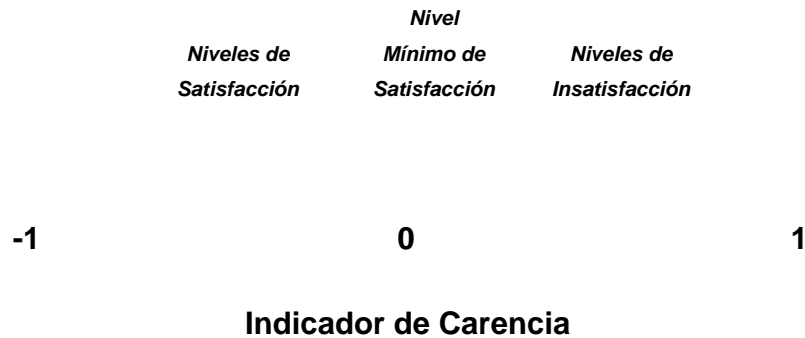 Nivel
Niveles de Mínimo de Niveles de
Satisfacción Satisfacción Insatisfacción
-1 0 1
Indicador de Carencia